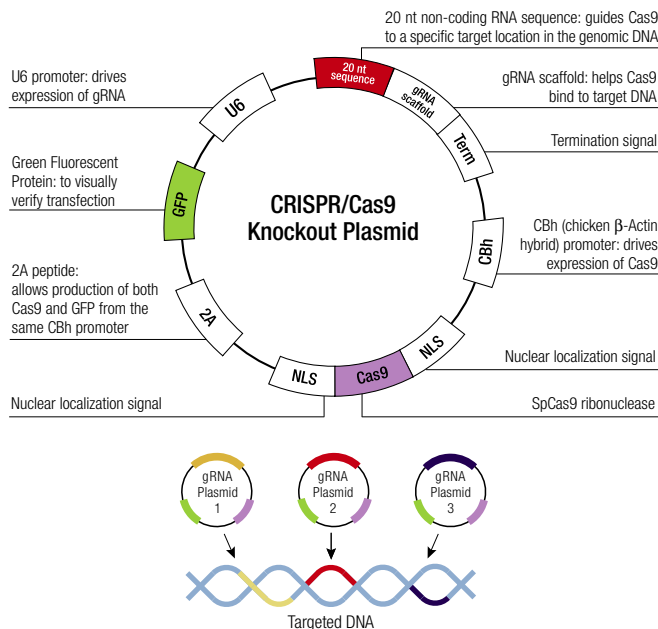 20 nt non-coding RNA sequence: guides Cas9
to a specific target location in the genomic DNA
U6 promoter: drives
expression of gRNA
20 nt
sequence
gRNA
scaffold
Term
gRNA scaffold: helps Cas9
bind to target DNA
U6
Termination signal
Green Fluorescent
Protein: to visually
verify transfection
GFP
CRISPR/Cas9
Knockout Plasmid
CBh
CBh (chicken β-Actin
hybrid) promoter: drives
expression of Cas9
2A peptide:
allows production of both
Cas9 and GFP from the
same CBh promoter
2A
NLS
Cas9
NLS
Nuclear localization signal
Nuclear localization signal
SpCas9 ribonuclease
gRNA
Plasmid
1
gRNA
Plasmid
2
gRNA
Plasmid
3
Targeted DNA